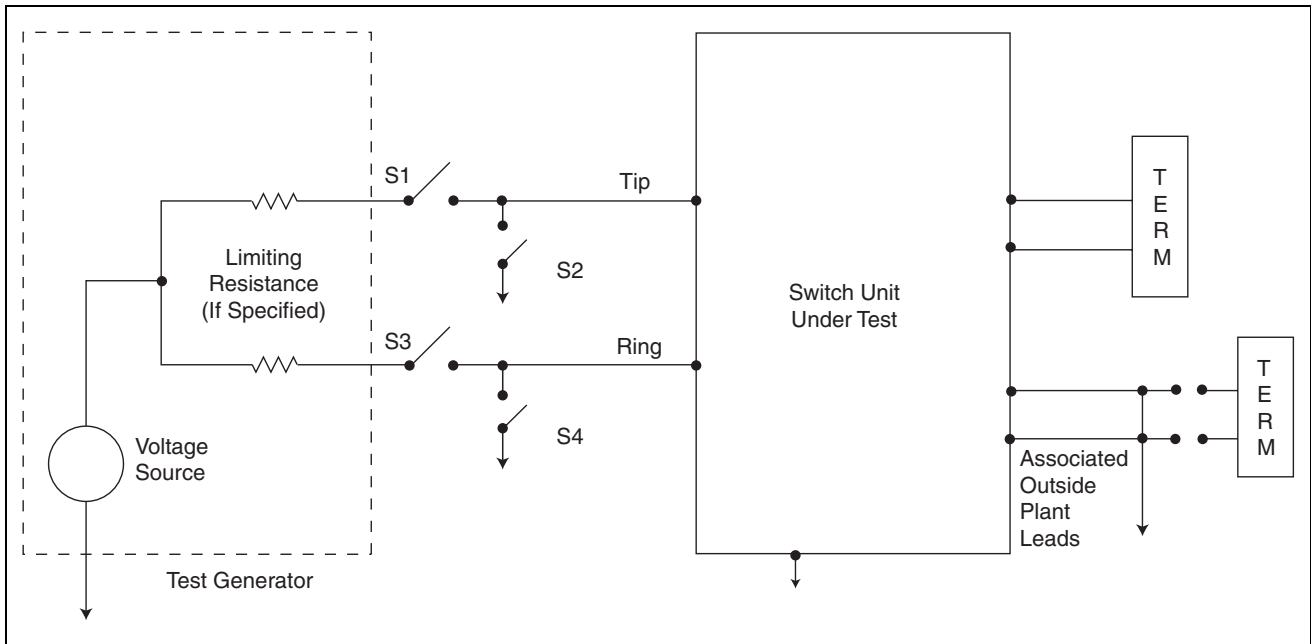 S1
Tip
T
E
R
M
Limiting
Resistance
(If Specified)
S2
Switch Unit
Under Test
S3
Ring
T
E
R
M
S4
Voltage
Source
Associated
Outside
Plant
Leads
Test Generator